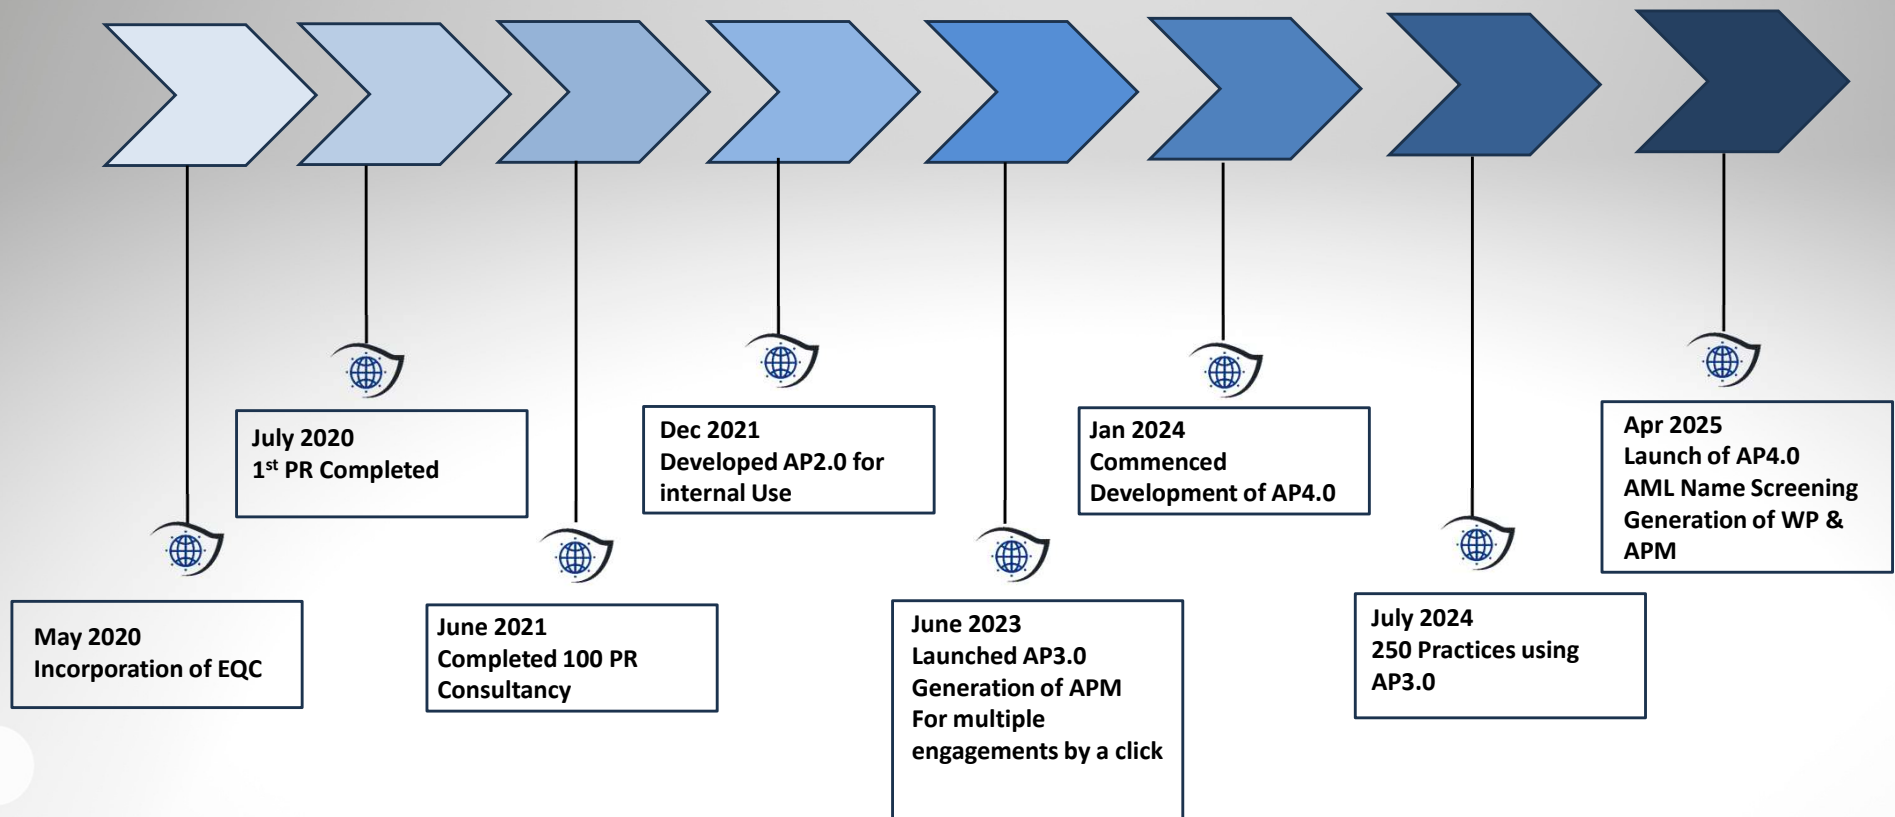 May 2020
Incorporation of EQC
July 2020
1st PR Completed
June 2021
Completed 100 PR
Consultancy
Dec 2021
Developed AP2.0 for
internal Use
June 2023
Launched AP3.0
Generation of APM
For multiple
engagements by a click
Jan 2024
Commenced
Development of AP4.0
July 2024
250 Practices using
AP3.0
Apr 2025
Launch of AP4.0
AML Name Screening
Generation of WP &
APM